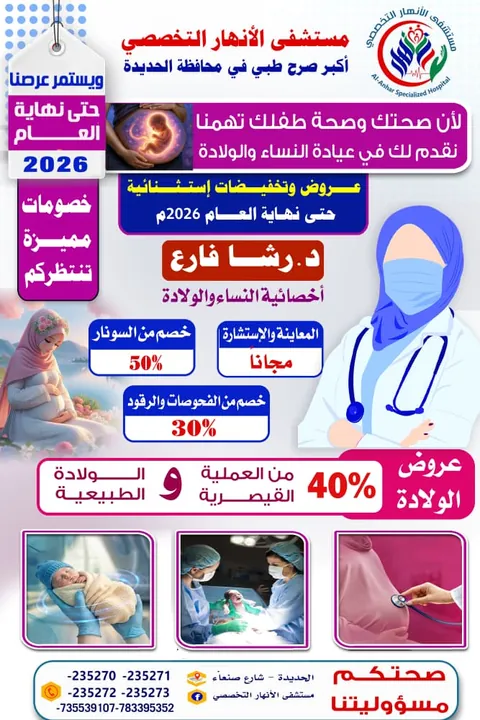 مستشفى الأنهار التخصصي
أكبر صرح طبي في محافظة الحديدة
مستشفى الأنهار التخصصي
Al-Anhar Specialized Hospital
ويستمر عرضنا
حتى نهاية
العام
2026
لأن صحتك وصحة طفلك تهمنا
نقدم لك في عيادة النساء والولادة
عروض وتخفيضات إستثنائية
حتى نهاية العام 2026م
خصومات
مميزة
تنتظركم
د.رشا فارع
أخصائية النساء والولادة
المعاينة والإستشارة
مجاناً
خصم من السونار
50%
خصم من الفحوصات والرقود
30%
عروض
الولادة
40% من العملية القيصرية و الولادة الطبيعية
صحتكم
مسؤوليتنا
الحديدة - شارع صنعاء
مستشفى الأنهار التخصصي
235270 -235271-
235272 -235273-
735539107-783395352-